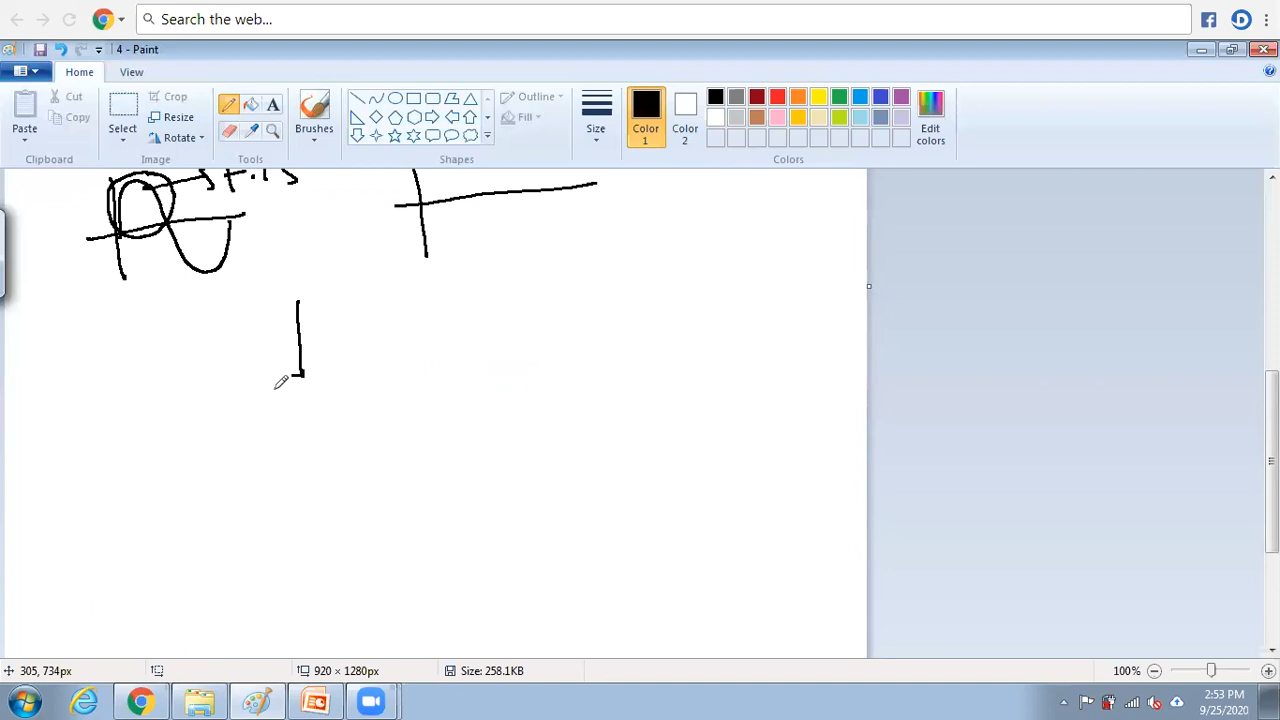 Search the web...
4 - Paint
Home View
Paste Cut Copy Select Crop Resize Rotate Brushes Outline Fill Size Color 1 Color 2 Edit colors
Clipboard Image Tools Shapes Colors
305, 734px 920 × 1280px Size: 258.1KB 100%
2:53 PM
9/25/2020